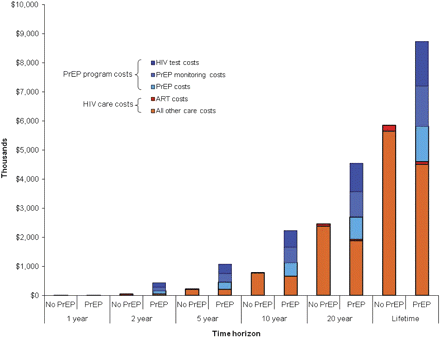 $10,000
$9,000
$8,000
$7,000
$6,000
$5,000
$4,000
$3,000
$2,000
$1,000
$0
Thousands
PrEP program costs
HIV test costs
PrEP monitoring costs
PrEP costs
HIV care costs
ART costs
All other care costs
No PrEP PrEP No PrEP PrEP No PrEP PrEP No PrEP PrEP No PrEP PrEP No PrEP PrEP
1 year 2 year 5 year 10 year 20 year Lifetime
Time horizon